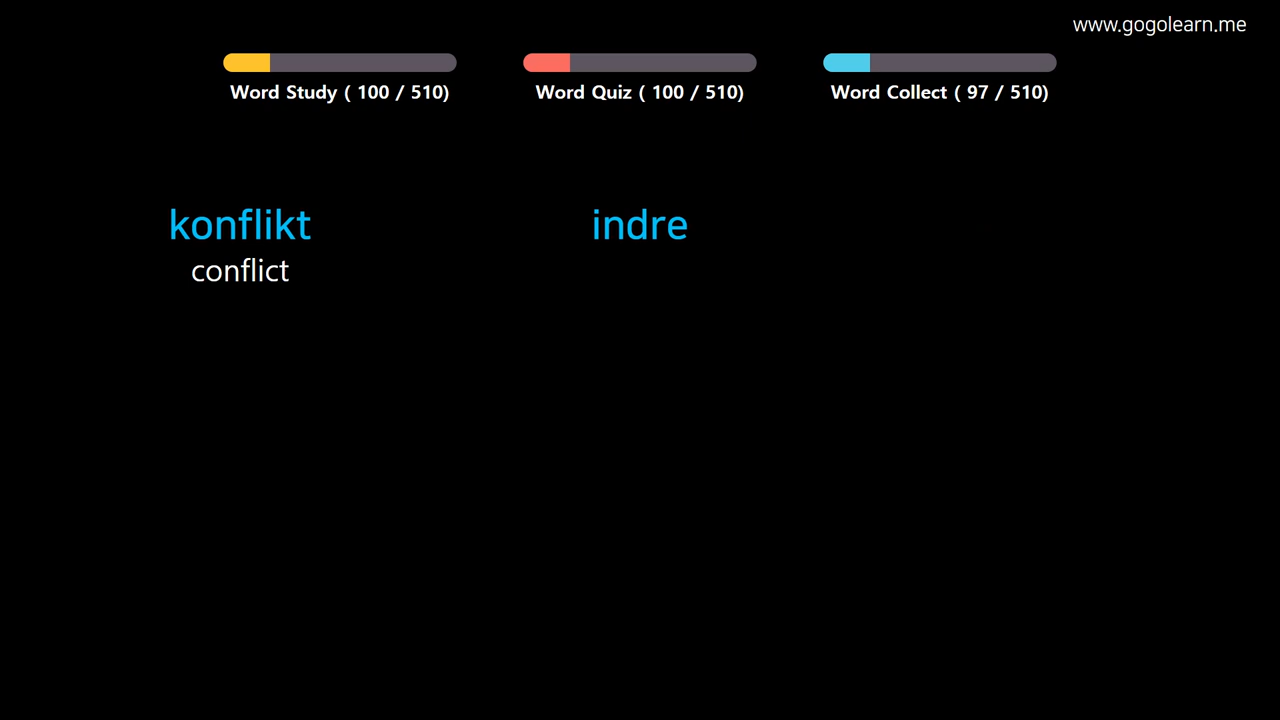 www.gogolearn.me
Word Study ( 100 / 510)
Word Quiz ( 100 / 510)
Word Collect ( 97 / 510)
konflikt
conflict
indre